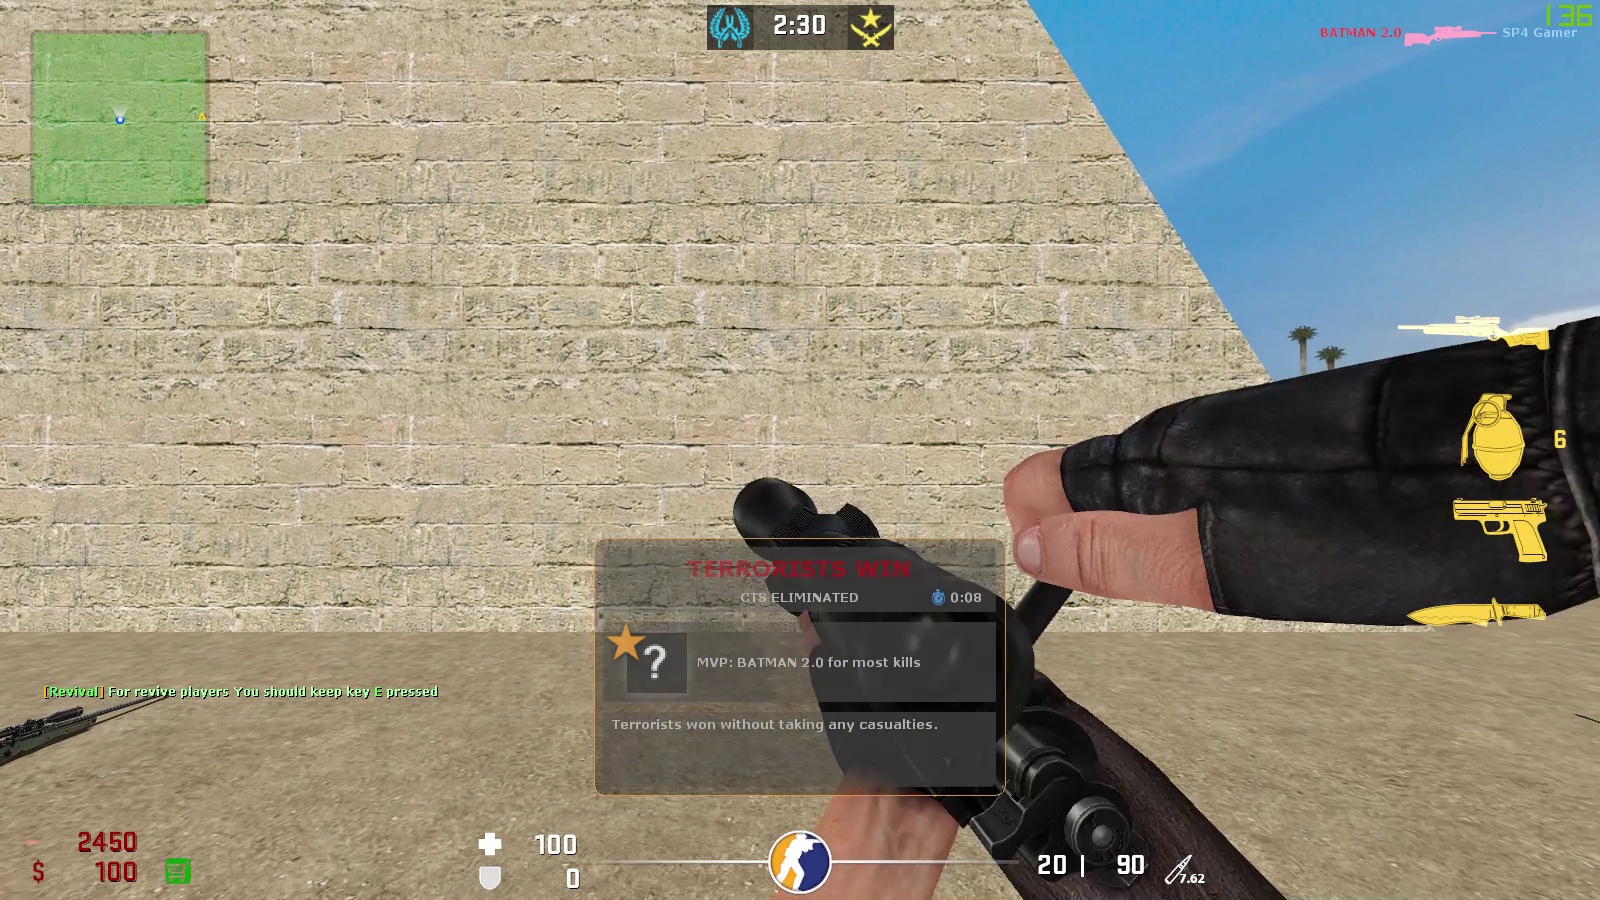 2:30
136
BATMAN 2.0 SP4 Gamer
A
6
TERRORISTS WIN
CTS ELIMINATED 0:08
? MVP: BATMAN 2.0 for most kills
[Revival] For revive players You should keep key E pressed
Terrorists won without taking any casualties.
- 2450
$ 100
100
0
20 | 90 7.62